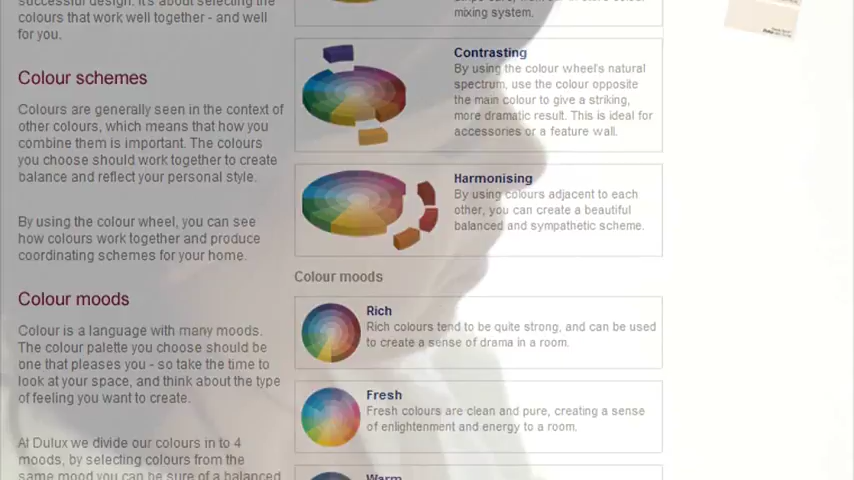 successful design. It's about selecting the
colours that work well together - and well
for you.
Colour schemes
Colours are generally seen in the context of
other colours, which means that how you
combine them is important. The colours
you choose should work together to create
balance and reflect your personal style.
By using the colour wheel, you can see
how colours work together and produce
coordinating schemes for your home.
Colour moods
Colour is a language with many moods.
The colour palette you choose should be
one that pleases you - so take the time to
look at your space, and think about the type
of feeling you want to create.
At Dulux we divide our colours in to 4
moods, by selecting colours from the
same mood you can be sure of a balanced
mixing system.
Contrasting
By using the colour wheel's natural
spectrum, use the colour opposite
the main colour to give a striking,
more dramatic result. This is ideal for
accessories or a feature wall.
Harmonising
By using colours adjacent to each
other, you can create a beautiful
balanced and sympathetic scheme.
Colour moods
Rich
Rich colours tend to be quite strong, and can be used
to create a sense of drama in a room.
Fresh
Fresh colours are clean and pure, creating a sense
of enlightenment and energy to a room.
Warm